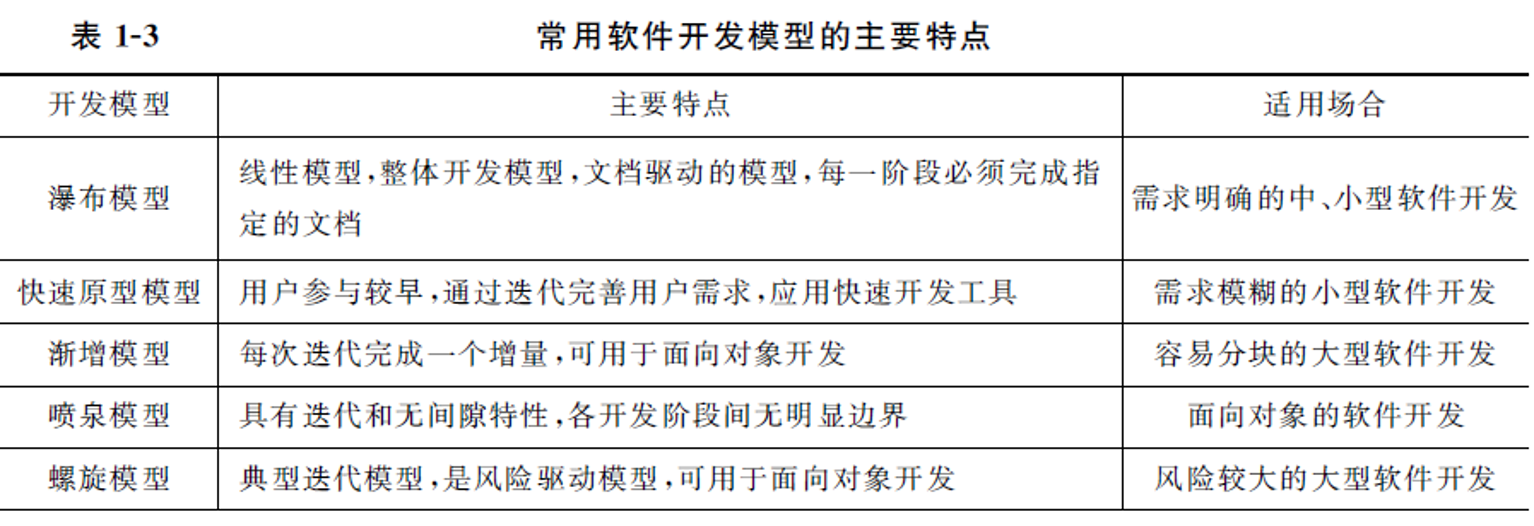 表 1-3 常用软件开发模型的主要特点
开发模型 主要特点 适用场合
瀑布模型 线性模型,整体开发模型,文档驱动的模型,每一阶段必须完成指
定的文档 需求明确的中、小型软件开发
快速原型模型 用户参与较早,通过迭代完善用户需求,应用快速开发工具 需求模糊的小型软件开发
渐增模型 每次迭代完成一个增量,可用于面向对象开发 容易分块的大型软件开发
喷泉模型 具有迭代和无间隙特性,各开发阶段间无明显边界 面向对象的软件开发
螺旋模型 典型迭代模型,是风险驱动模型,可用于面向对象开发 风险较大的大型软件开发